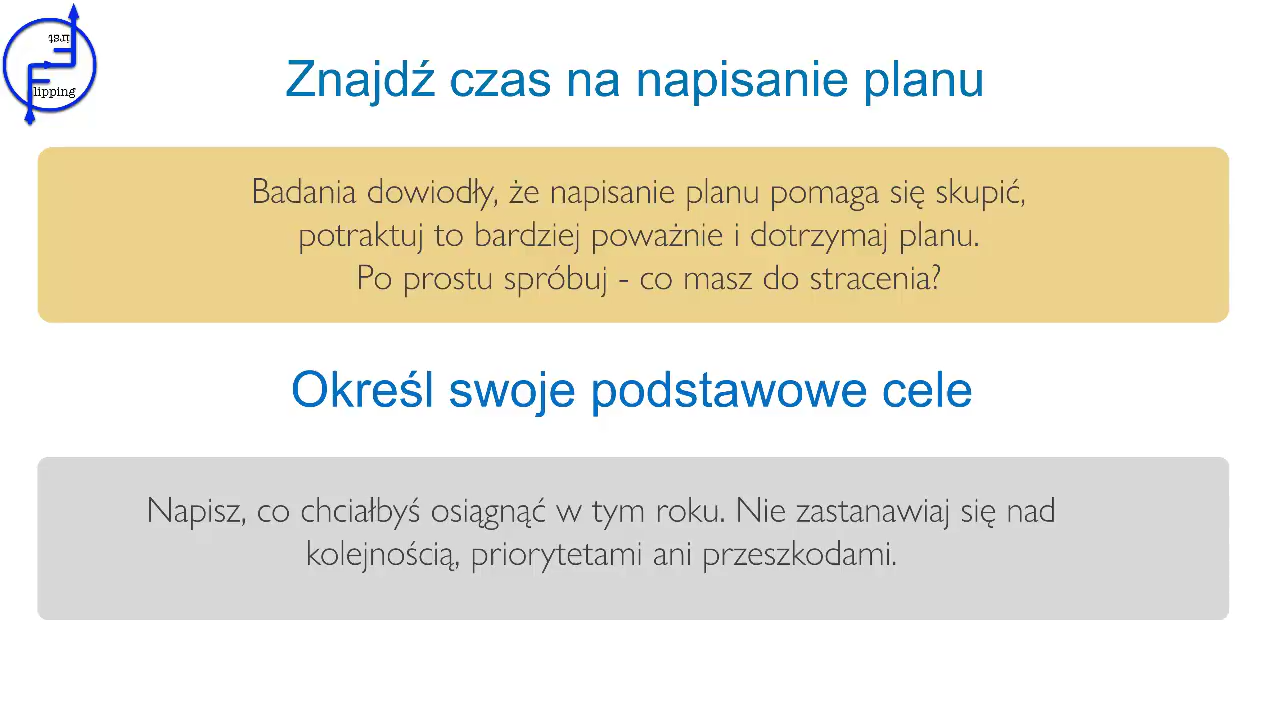 irst
lipping
Znajdź czas na napisanie planu
Badania dowiodły, że napisanie planu pomaga się skupić,
potraktuj to bardziej poważnie i dotrzymaj planu.
Po prostu spróbuj - co masz do stracenia?
Określ swoje podstawowe cele
Napisz, co chciałbyś osiągnąć w tym roku. Nie zastanawiaj się nad
kolejnością, priorytetami ani przeszkodami.